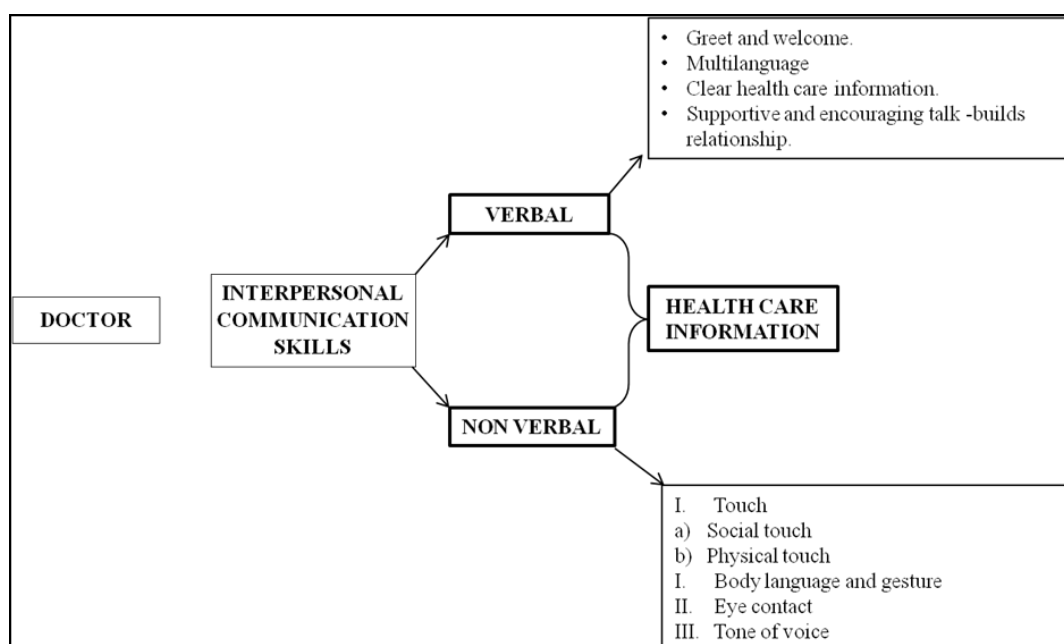 • Greet and welcome.
• Multilanguage
• Clear health care information.
• Supportive and encouraging talk -builds
relationship.
VERBAL
DOCTOR
INTERPERSONAL
COMMUNICATION
SKILLS
HEALTH CARE
INFORMATION
NON VERBAL
I. Touch
a) Social touch
b) Physical touch
I. Body language and gesture
II. Eye contact
III. Tone of voice